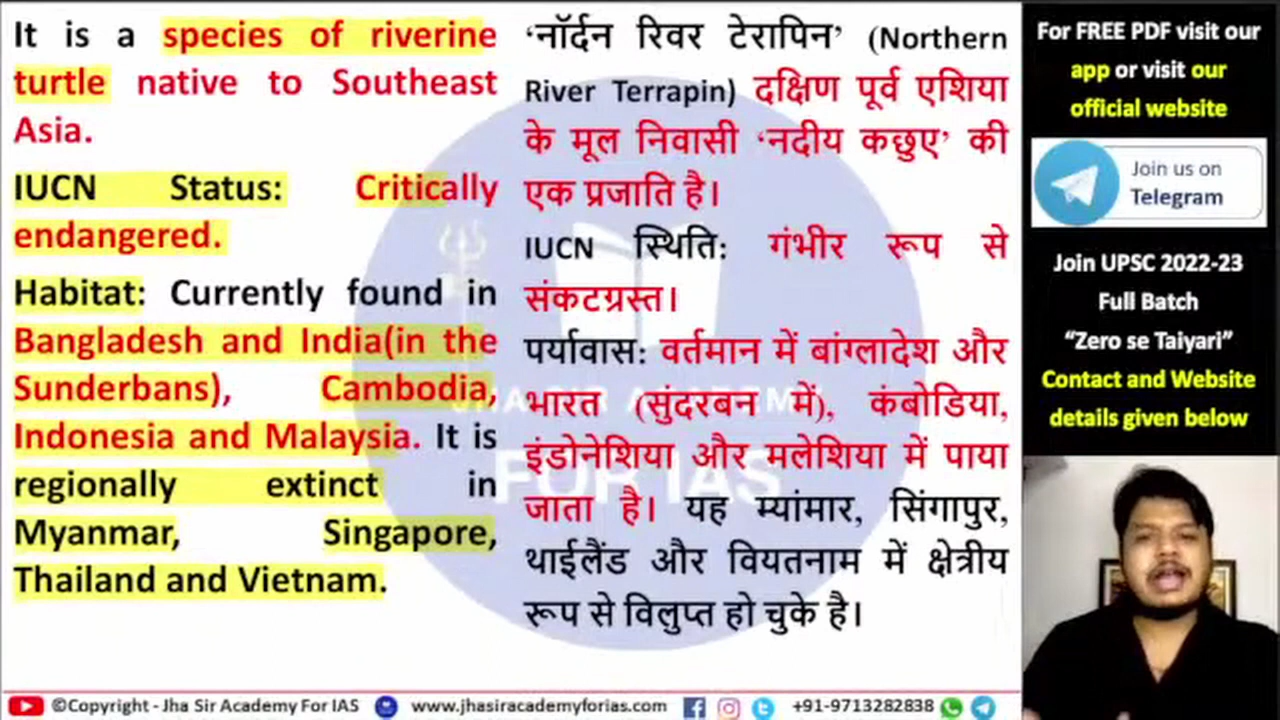 It is a species of riverine
turtle native to Southeast
Asia.
IUCN Status: Critically
endangered.
Habitat: Currently found in
Bangladesh and India(in the
Sunderbans), Cambodia,
Indonesia and Malaysia. It is
regionally extinct in
Myanmar, Singapore,
Thailand and Vietnam.
‘नॉर्दन रिवर टेरापिन’ (Northern
River Terrapin) दक्षिण पूर्व एशिया
के मूल निवासी ‘नदीय कछुए’ की
एक प्रजाति है।
IUCN स्थिति: गंभीर रूप से
संकटग्रस्त।
पर्यावास: वर्तमान में बांग्लादेश और
भारत (सुंदरबन में), कंबोडिया,
इंडोनेशिया और मलेशिया में पाया
जाता है। यह म्यांमार, सिंगापुर,
थाईलैंड और वियतनाम में क्षेत्रीय
रूप से विलुप्त हो चुके है।
JHA SIR ACADEMY
FOR IAS
For FREE PDF visit our
app or visit our
official website
Join us on
Telegram
Join UPSC 2022-23
Full Batch
“Zero se Taiyari”
Contact and Website
details given below
©Copyright - Jha Sir Academy For IAS www.jhasiracademyforias.com +91-9713282838